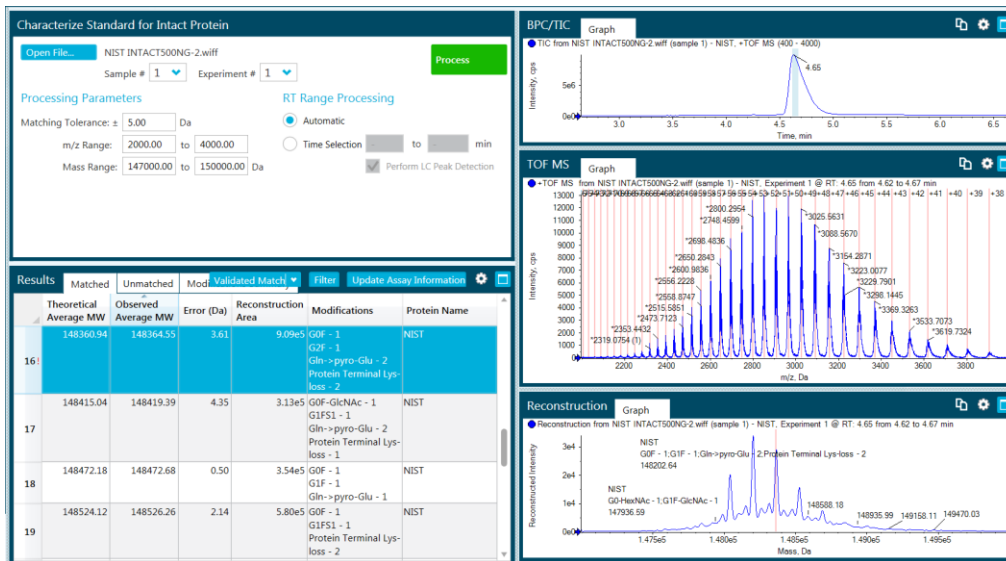 Characterize Standard for Intact Protein
Open File...
NIST INTACT500NG-2.wiff
Sample # 1 Experiment # 1
Process
Processing Parameters
Matching Tolerance: ± 5.00 Da
m/z Range: 2000.00 to 4000.00
Mass Range: 147000.00 to 150000.00 Da
RT Range Processing
Automatic
Time Selection - to - min
Perform LC Peak Detection
Results Matched Unmatched Modi Validated Match Filter Update Assay Information
Theoretical Average MW Observed Average MW Error (Da) Reconstruction Area Modifications Protein Name
16 148360.94 148364.55 3.61 9.09e5 G0F - 1 NIST
G2F - 1
Gln->pyro-Glu - 2
Protein Terminal Lys-
loss - 2
17 148415.04 148419.39 4.35 3.13e5 G0F-GlcNAc - 1 NIST
G1FS1 - 1
Gln->pyro-Glu - 2
Protein Terminal Lys-
loss - 1
18 148472.18 148472.68 0.50 3.54e5 G0F - 1 NIST
G1F - 1
Gln->pyro-Glu - 1
19 148524.12 148526.26 2.14 5.80e5 G0F - 1 NIST
G1FS1 - 1
Protein Terminal Lys-
loss - 2
BPC/TIC Graph
TIC from NIST INTACT500NG-2.wiff (sample 1) - NIST, +TOF MS (400 - 4000)
Intensity, cps
5e6
0e0
4.65
3.0 3.5 4.0 4.5 5.0 5.5 6.0 6.5
Time, min
TOF MS Graph
+TOF MS from NIST INTACT500NG-2.wiff (sample 1) - NIST, Experiment 1 @ RT: 4.65 from 4.62 to 4.67 min
+55 +54 +53 +52 +51 +50 +49 +48 +47 +46 +45 +44 +43 +42 +41 +40 +39 +38
Intensity, cps
13000
12000
11000
10000
9000
8000
7000
6000
5000
4000
3000
2000
1000
0
*2800.2954
*2748.4599
*2698.4836
*2650.2843
*2600.9836
*2556.2228
*2558.8747
*2515.5851
*2473.7123
*2353.4432
*2319.0754 (1)
*3025.5631
*3088.5670
*3154.2871
*3223.0077
*3229.7901
*3298.1445
*3369.3263
*3533.7073
*3619.7324
2200 2400 2600 2800 3000 3200 3400 3600 3800
m/z, Da
Reconstruction Graph
Reconstruction from NIST INTACT500NG-2.wiff (sample 1) - NIST, Experiment 1 @ RT: 4.65 from 4.62 to 4.67 min
Reconstructed Intensity
3e4
2e4
1e4
0e0
NIST
G0F - 1;G1F - 1;Gln->pyro-Glu - 2;Protein Terminal Lys-loss - 2
148202.64
NIST
G0-HexNAc - 1;G1F-GlcNAc - 1
147936.59
148588.18
148935.99
149158.11
149470.03
1.475e5 1.480e5 1.485e5 1.490e5 1.495e5
Mass, Da